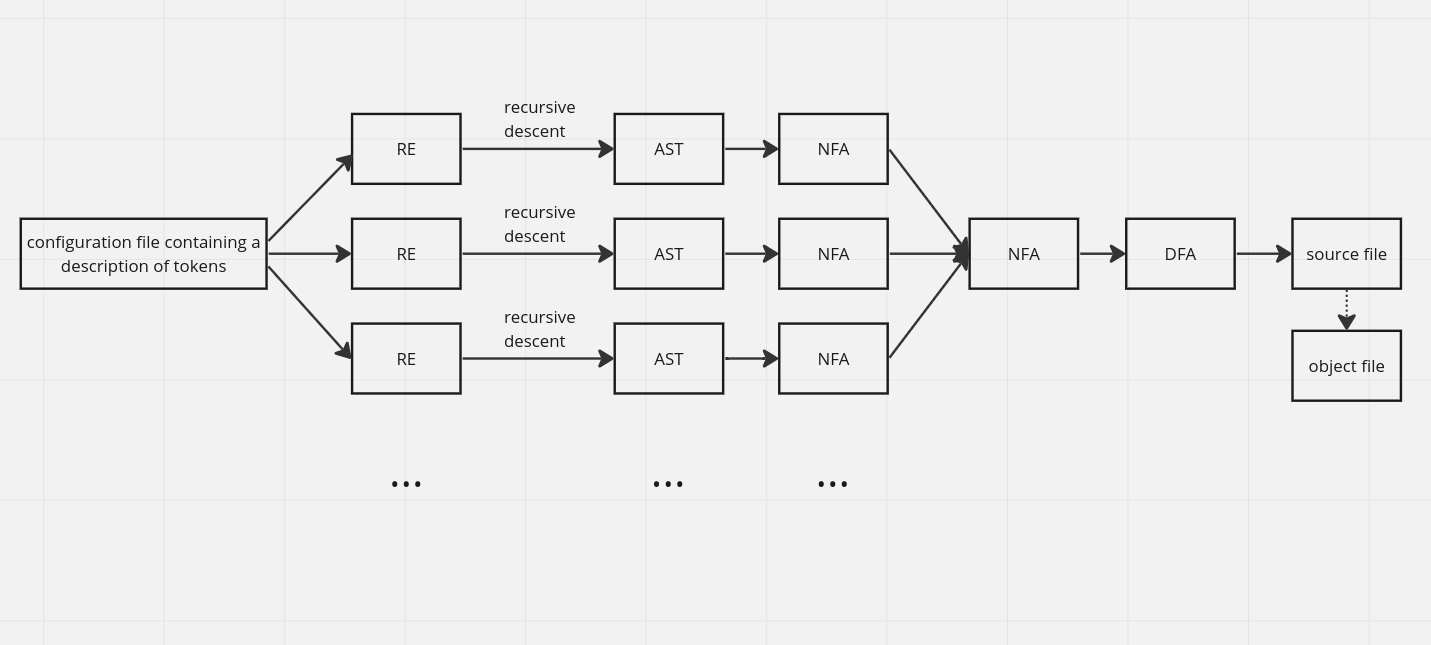 configuration file containing a
description of tokens
RE
recursive
descent
AST
NFA
RE
recursive
descent
AST
NFA
RE
recursive
descent
AST
NFA
NFA
DFA
source file
object file
...
...
...